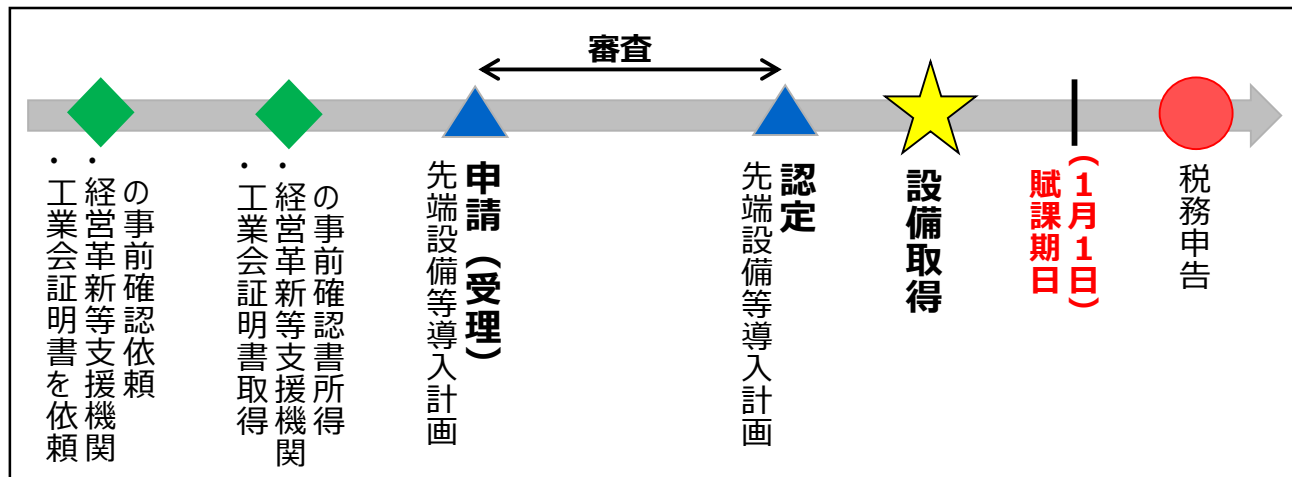 審査
・工業会証明書を依頼
・経営革新等支援機関
の事前確認依頼
・工業会証明書取得
・経営革新等支援機関
の事前確認書所得
先端設備等導入計画
申請（受理）
先端設備等導入計画
認定
設備取得
賦課期日
（１月１日）
税務申告